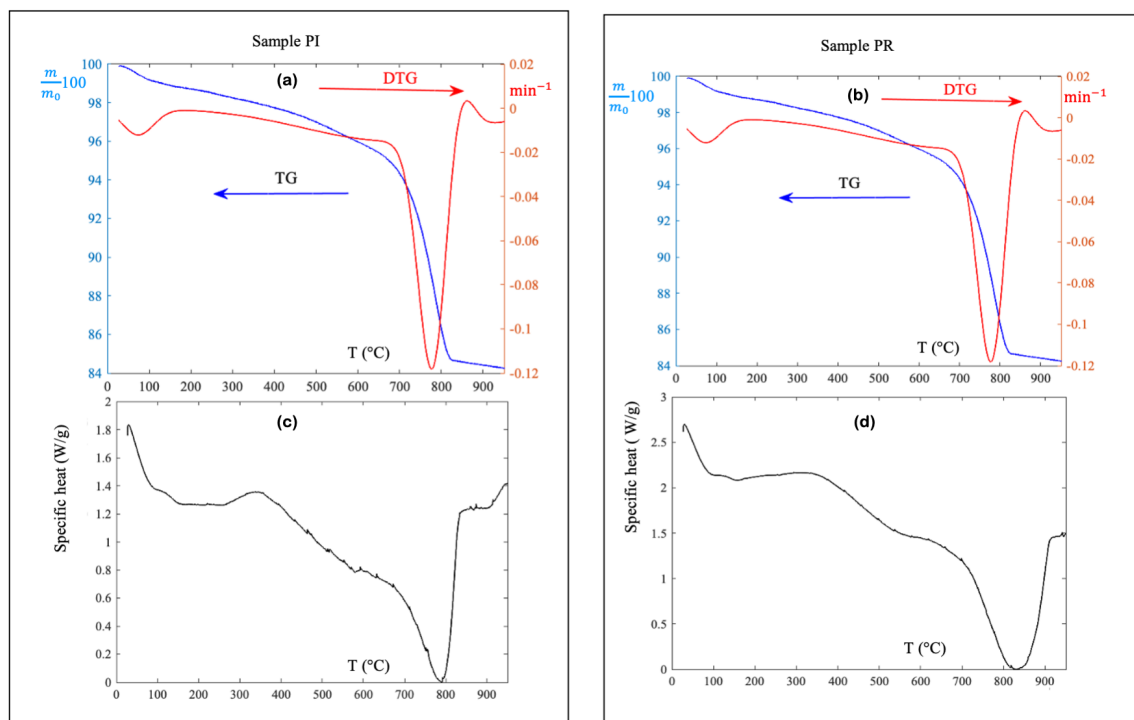 Sample PI
m/m0 100
(a)
DTG
min−1
TG
T (°C)
100
98
96
94
92
90
88
86
84
0.02
0
-0.02
-0.04
-0.06
-0.08
-0.1
-0.12
0 100 200 300 400 500 600 700 800 900
(c)
Specific heat (W/g)
T (°C)
2
1.8
1.6
1.4
1.2
1
0.8
0.6
0.4
0.2
0
0 100 200 300 400 500 600 700 800 900
Sample PR
m/m0 100
(b)
DTG
min−1
TG
T (°C)
100
98
96
94
92
90
88
86
84
0.02
0
-0.02
-0.04
-0.06
-0.08
-0.1
-0.12
0 100 200 300 400 500 600 700 800 900
(d)
Specific heat ( W/g)
T (°C)
3
2.5
2
1.5
1
0.5
0
0 100 200 300 400 500 600 700 800 900